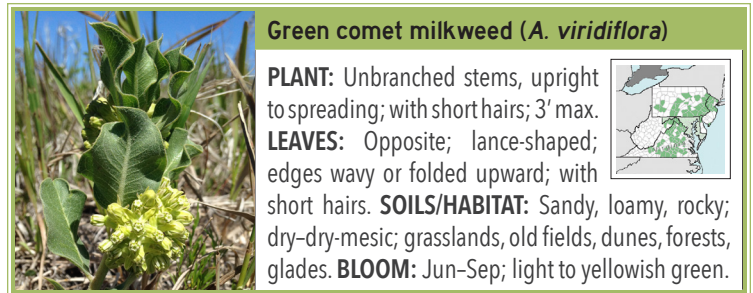 Green comet milkweed (A. viridiflora)
PLANT: Unbranched stems, upright
to spreading; with short hairs; 3' max.
LEAVES: Opposite; lance-shaped;
edges wavy or folded upward; with
short hairs. SOILS/HABITAT: Sandy, loamy, rocky;
dry–dry-mesic; grasslands, old fields, dunes, forests,
glades. BLOOM: Jun–Sep; light to yellowish green.